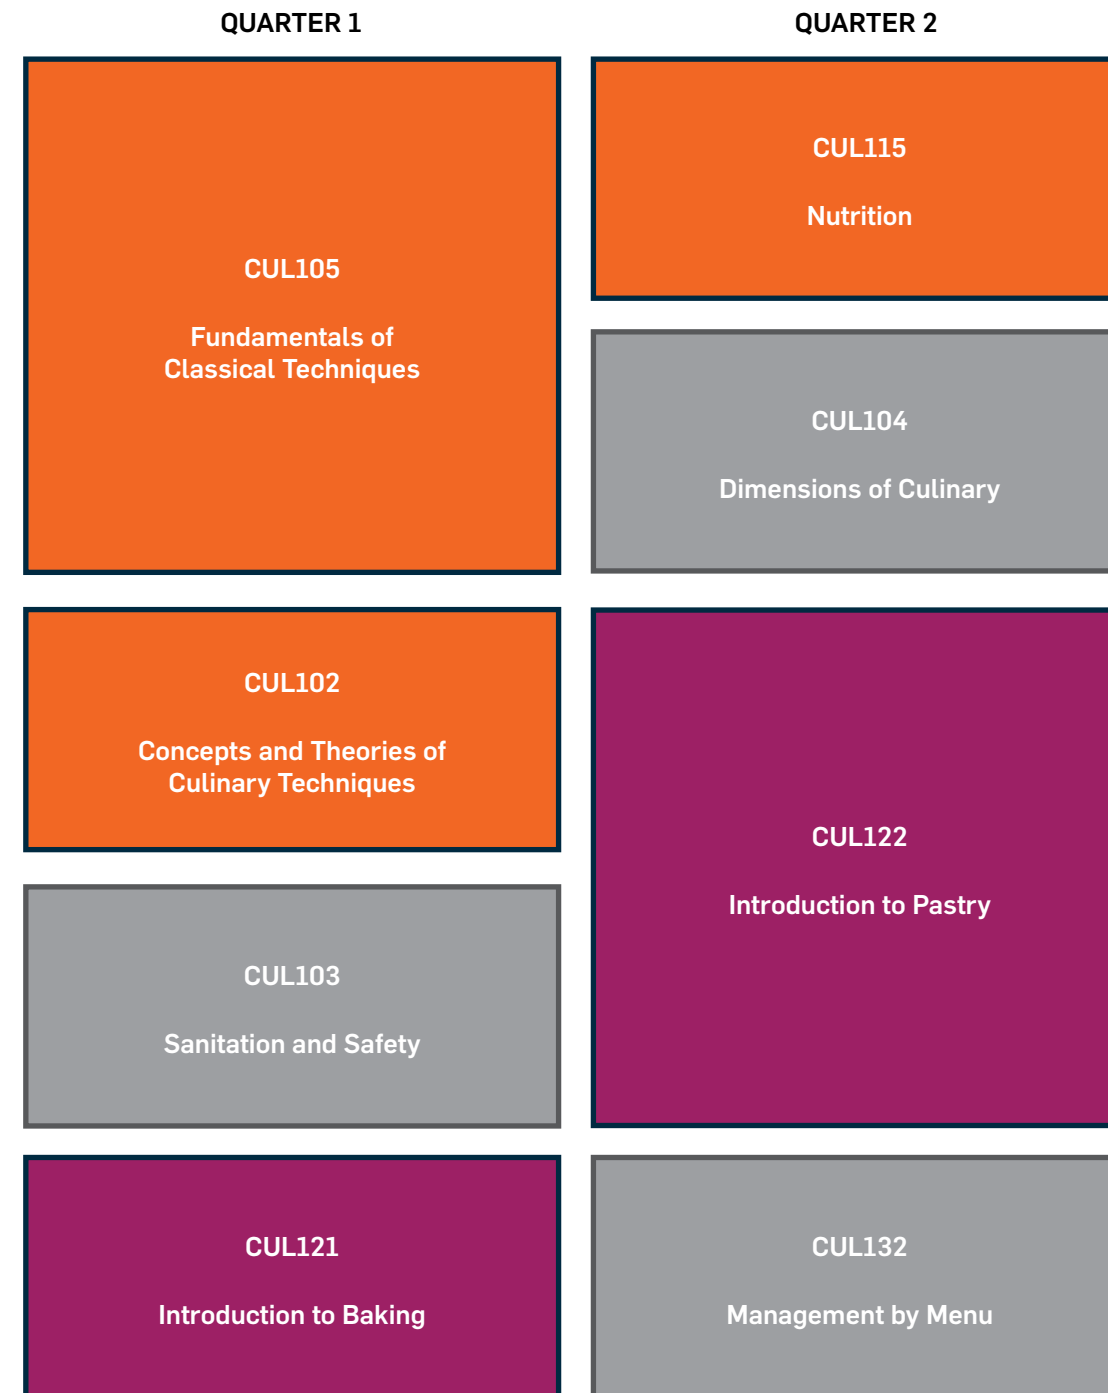 QUARTER 1
CUL105
Fundamentals of
Classical Techniques
CUL102
Concepts and Theories of
Culinary Techniques
CUL103
Sanitation and Safety
CUL121
Introduction to Baking
QUARTER 2
CUL115
Nutrition
CUL104
Dimensions of Culinary
CUL122
Introduction to Pastry
CUL132
Management by Menu